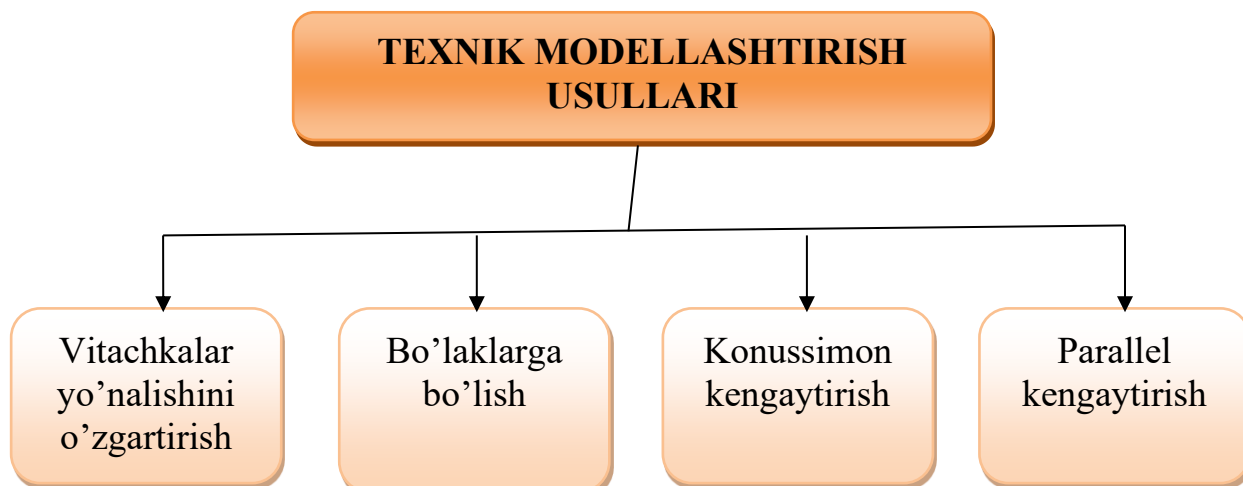 TEXNIK MODELLASHTIRISH
USULLARI
Vitachkalar
yo’nalishini
o’zgartirish
Bo’laklarga
bo’lish
Konussimon
kengaytirish
Parallel
kengaytirish